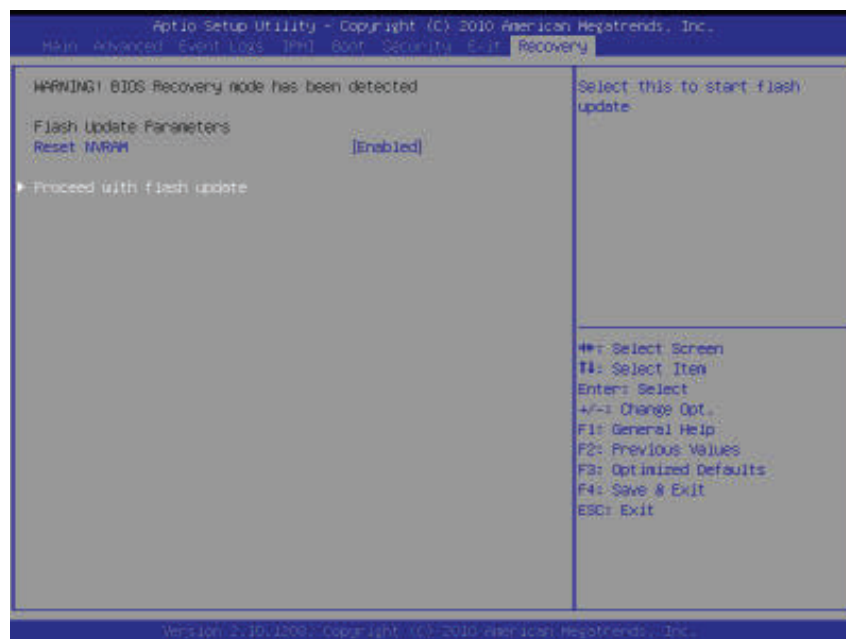 Aptio Setup Utility - Copyright (C) 2010 American Megatrends, Inc.
Main Advanced Event Logs IPMI Boot Security Exit Recovery
WARNING! BIOS Recovery mode has been detected
Flash Update Parameters
Reset NVRAM [Enabled]
Proceed with flash update
Select this to start flash
update
: Select Screen
↑↓: Select Item
Enter: Select
+/-: Change Opt.
F1: General Help
F2: Previous Values
F3: Optimized Defaults
F4: Save & Exit
ESC: Exit
Version 2.10.1208. Copyright (C) 2010 American Megatrends, Inc.